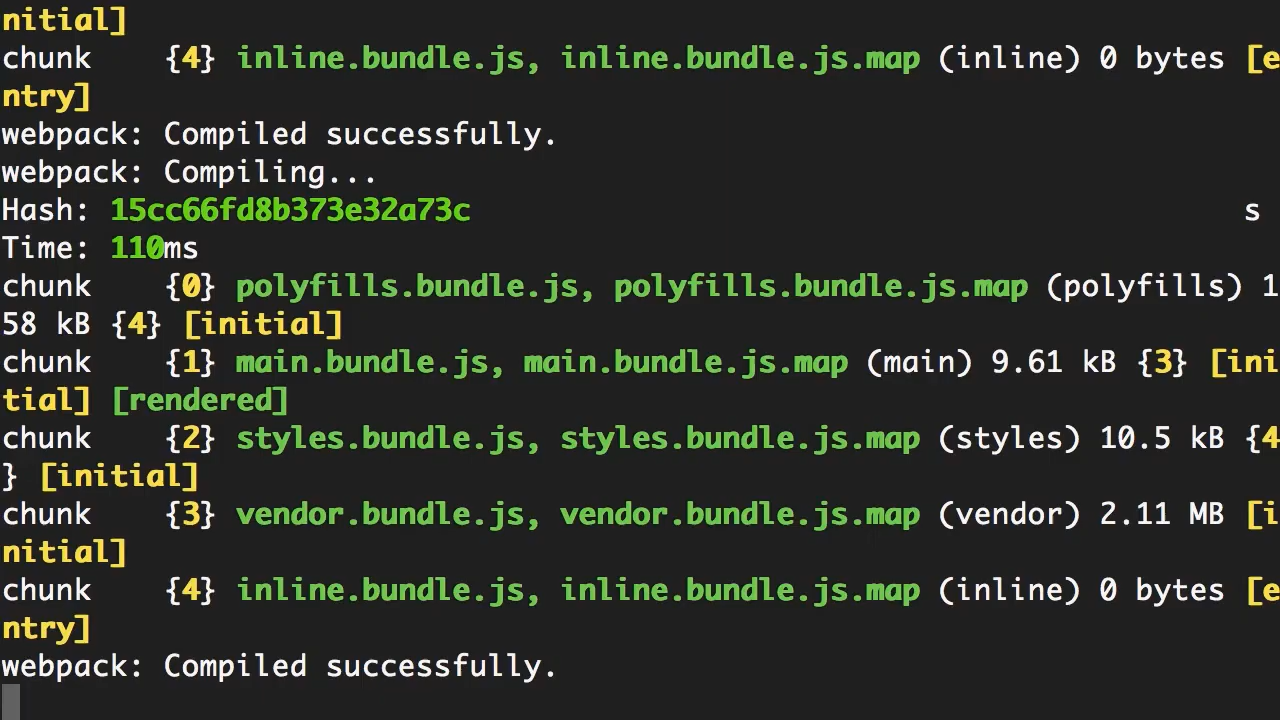 nitial]
chunk    {4} inline.bundle.js, inline.bundle.js.map (inline) 0 bytes [e
ntry]
webpack: Compiled successfully.
webpack: Compiling...
Hash: 15cc66fd8b373e32a73c                                           s
Time: 110ms
chunk    {0} polyfills.bundle.js, polyfills.bundle.js.map (polyfills) 1
58 kB {4} [initial]
chunk    {1} main.bundle.js, main.bundle.js.map (main) 9.61 kB {3} [ini
tial] [rendered]
chunk    {2} styles.bundle.js, styles.bundle.js.map (styles) 10.5 kB {4
} [initial]
chunk    {3} vendor.bundle.js, vendor.bundle.js.map (vendor) 2.11 MB [i
nitial]
chunk    {4} inline.bundle.js, inline.bundle.js.map (inline) 0 bytes [e
ntry]
webpack: Compiled successfully.